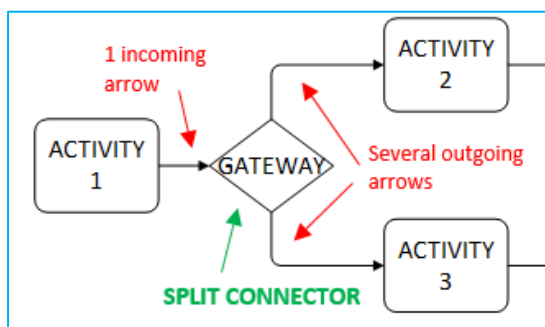 1 incoming
arrow
ACTIVITY
2
ACTIVITY
1
GATEWAY
Several outgoing
arrows
ACTIVITY
3
SPLIT CONNECTOR